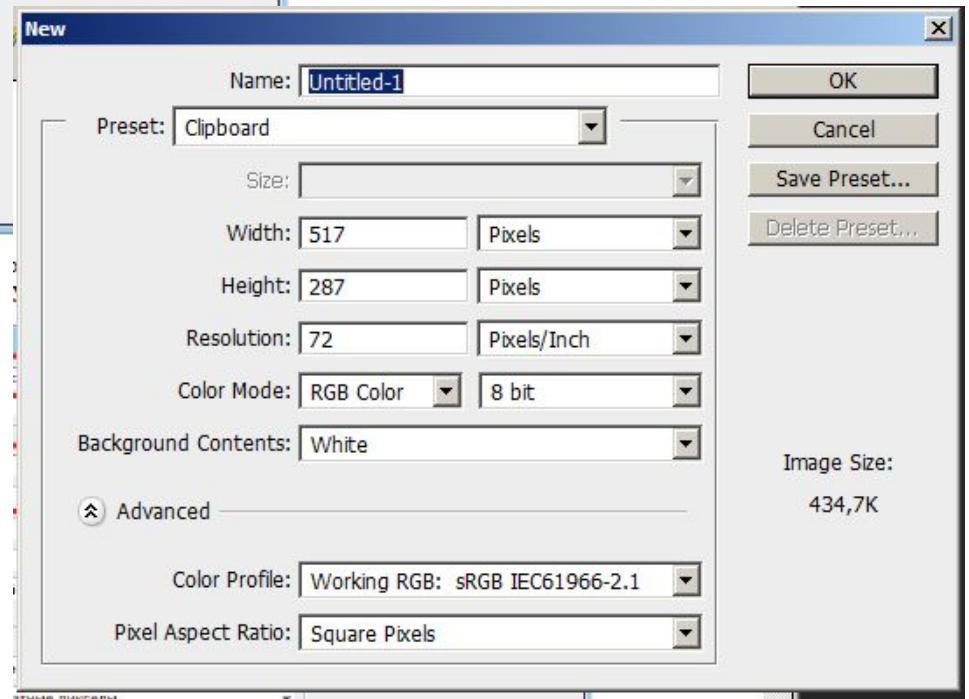 New
Name: Untitled-1
OK
Preset: Clipboard
Cancel
Size:
Save Preset...
Width: 517 Pixels
Delete Preset...
Height: 287 Pixels
Resolution: 72 Pixels/Inch
Color Mode: RGB Color 8 bit
Background Contents: White
Image Size:
434,7K
Advanced
Color Profile: Working RGB: sRGB IEC61966-2.1
Pixel Aspect Ratio: Square Pixels